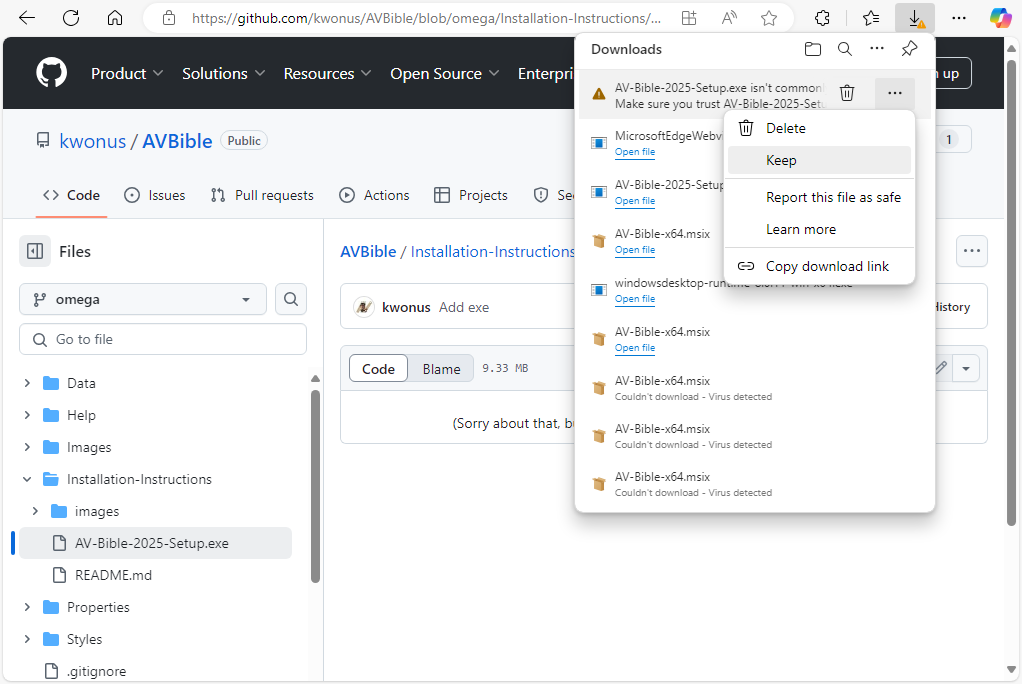 https://github.com/kwonus/AVBible/blob/omega/Installation-Instructions/...
Product
Solutions
Resources
Open Source
Enterpri
n up
kwonus / AVBible
Public
1
Code
Issues
Pull requests
Actions
Projects
Se
Files
omega
Go to file
Data
Help
Images
Installation-Instructions
images
AV-Bible-2025-Setup.exe
README.md
Properties
Styles
.gitignore
AVBible / Installation-Instructions
kwonus Add exe
History
Code
Blame
9.33 MB
(Sorry about that, bu
Downloads
AV-Bible-2025-Setup.exe isn't commonl
Make sure you trust AV-Bible-2025-Setu
MicrosoftEdgeWebvi
Open file
AV-Bible-2025-Setup
Open file
AV-Bible-x64.msix
Open file
Open file
AV-Bible-x64.msix
Open file
AV-Bible-x64.msix
Couldn't download - Virus detected
AV-Bible-x64.msix
Couldn't download - Virus detected
AV-Bible-x64.msix
Couldn't download - Virus detected
Delete
Keep
Report this file as safe
Learn more
Copy download link